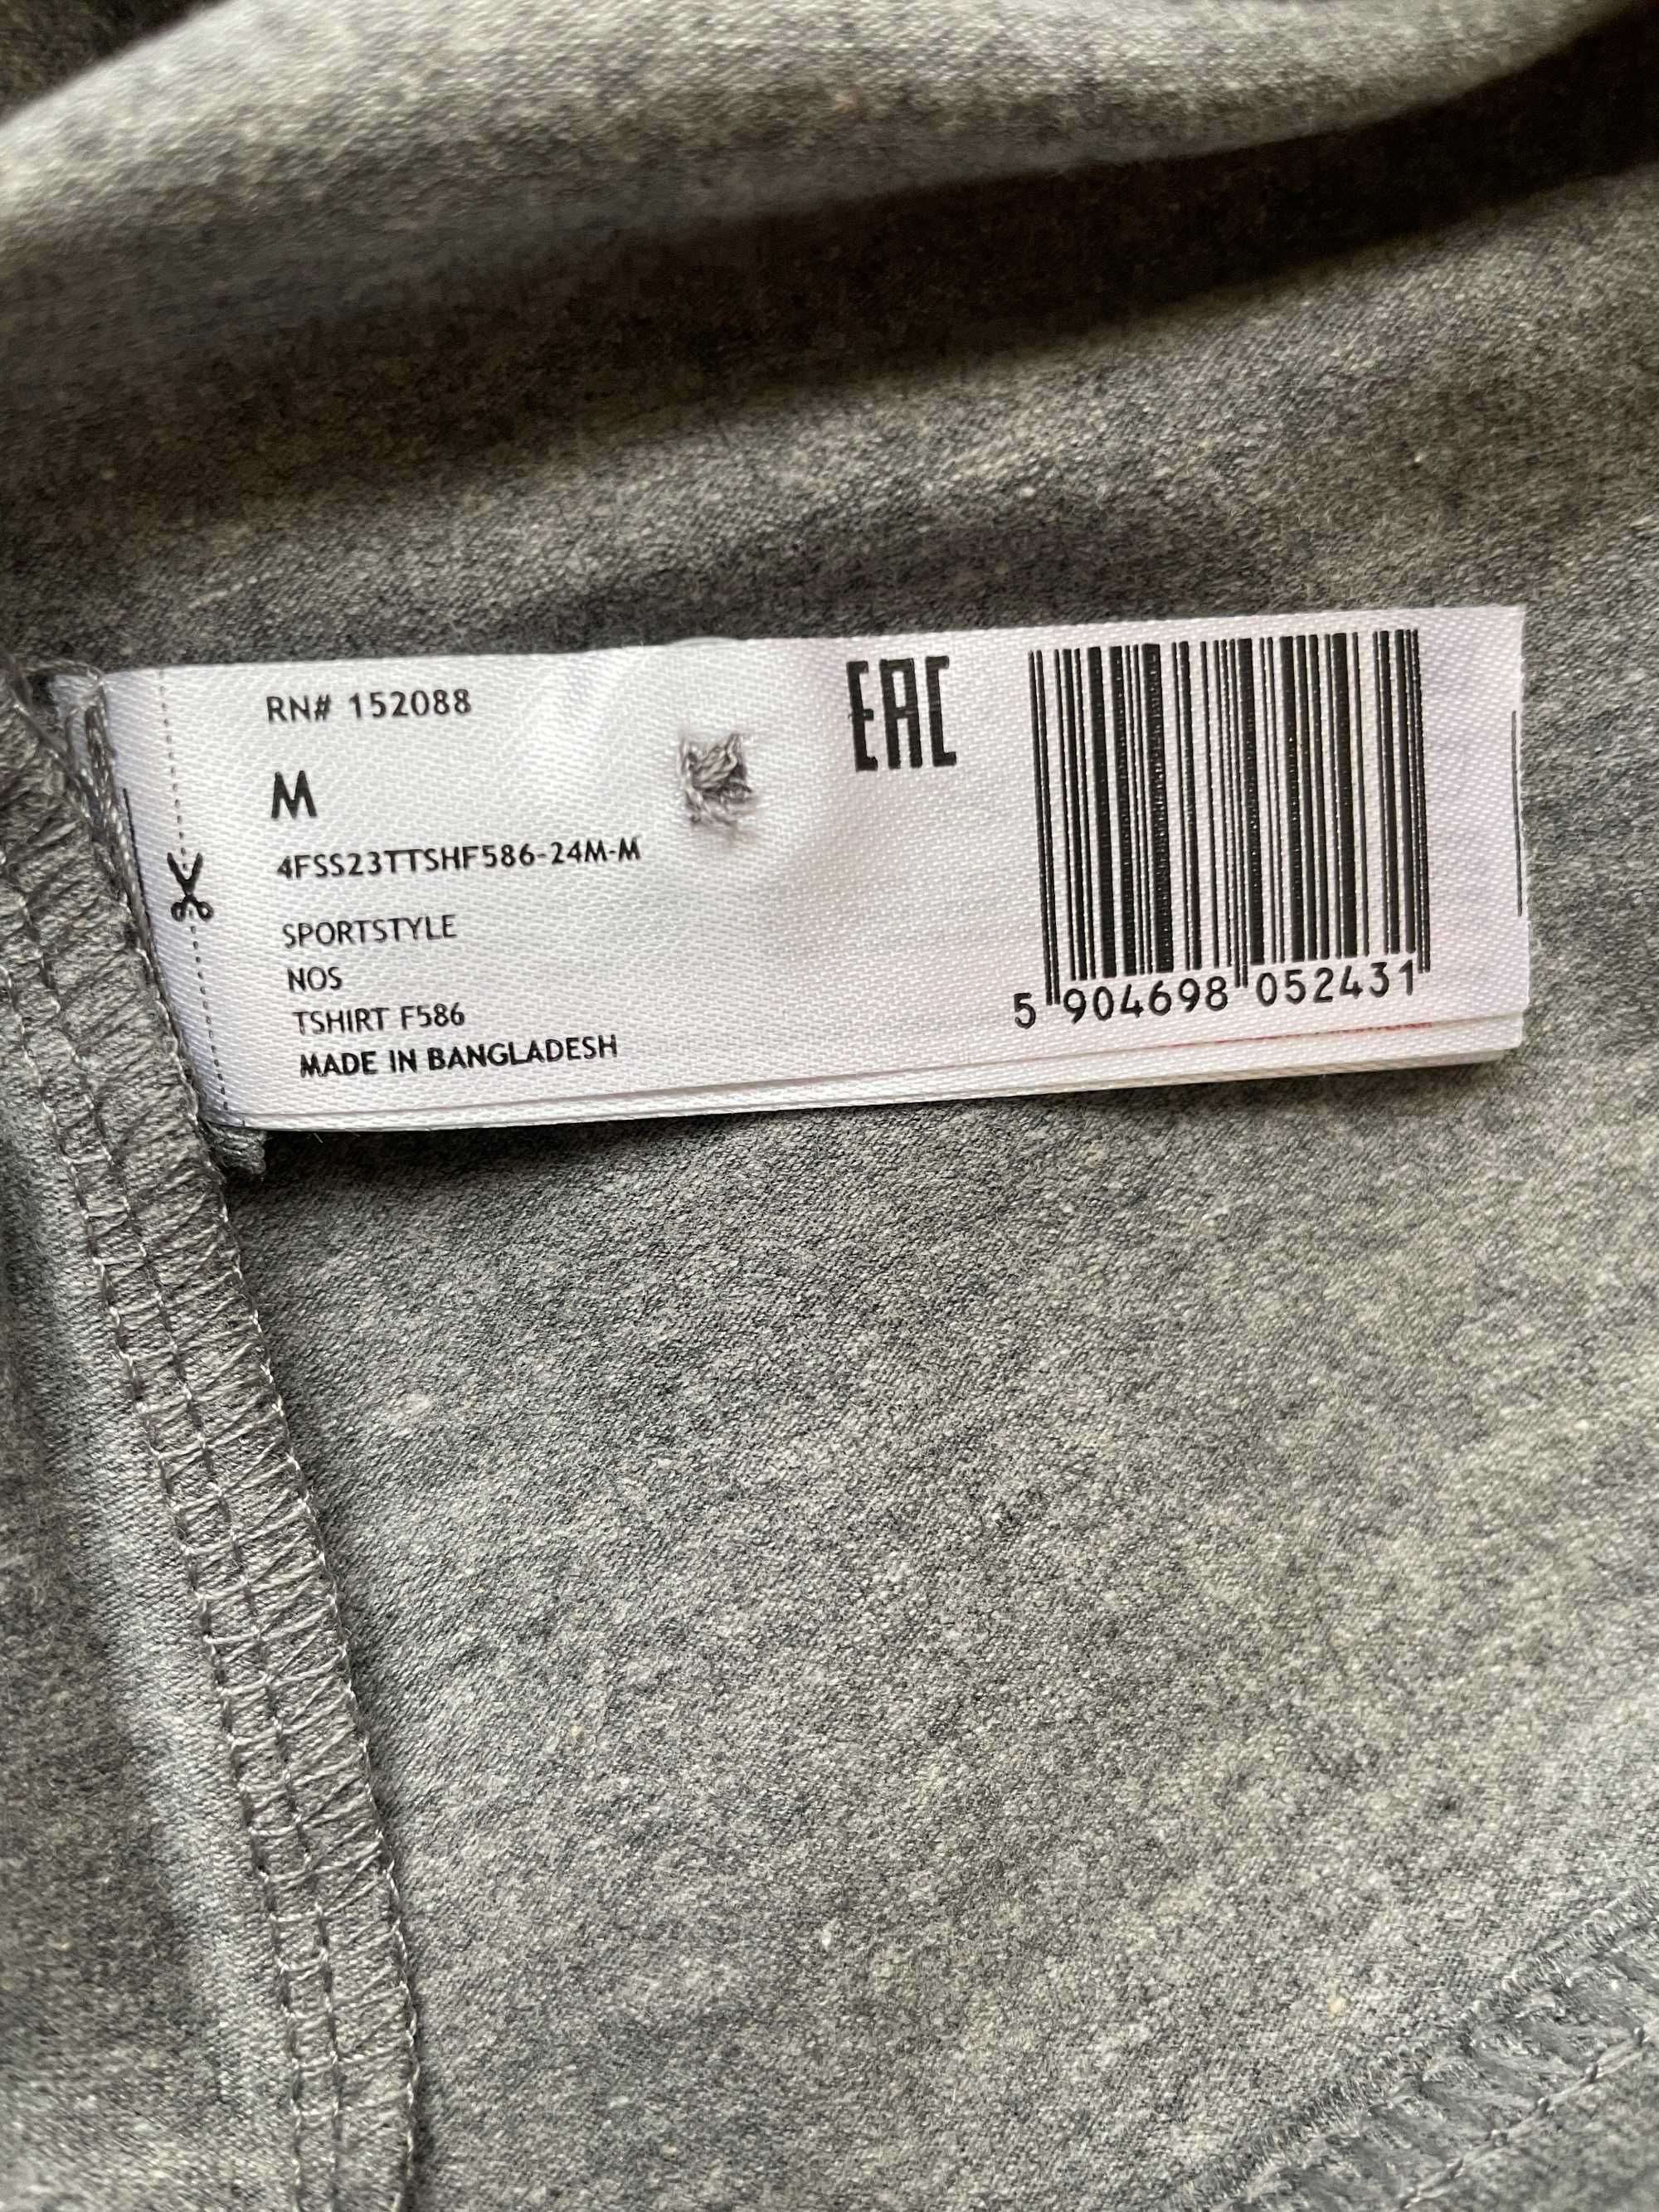 RN# 152088
M
4FSS23TTSHF586-24M-M
SPORTSTYLE
NOS
TSHIRT F586
MADE IN BANGLADESH
EAC
5 904698 052431